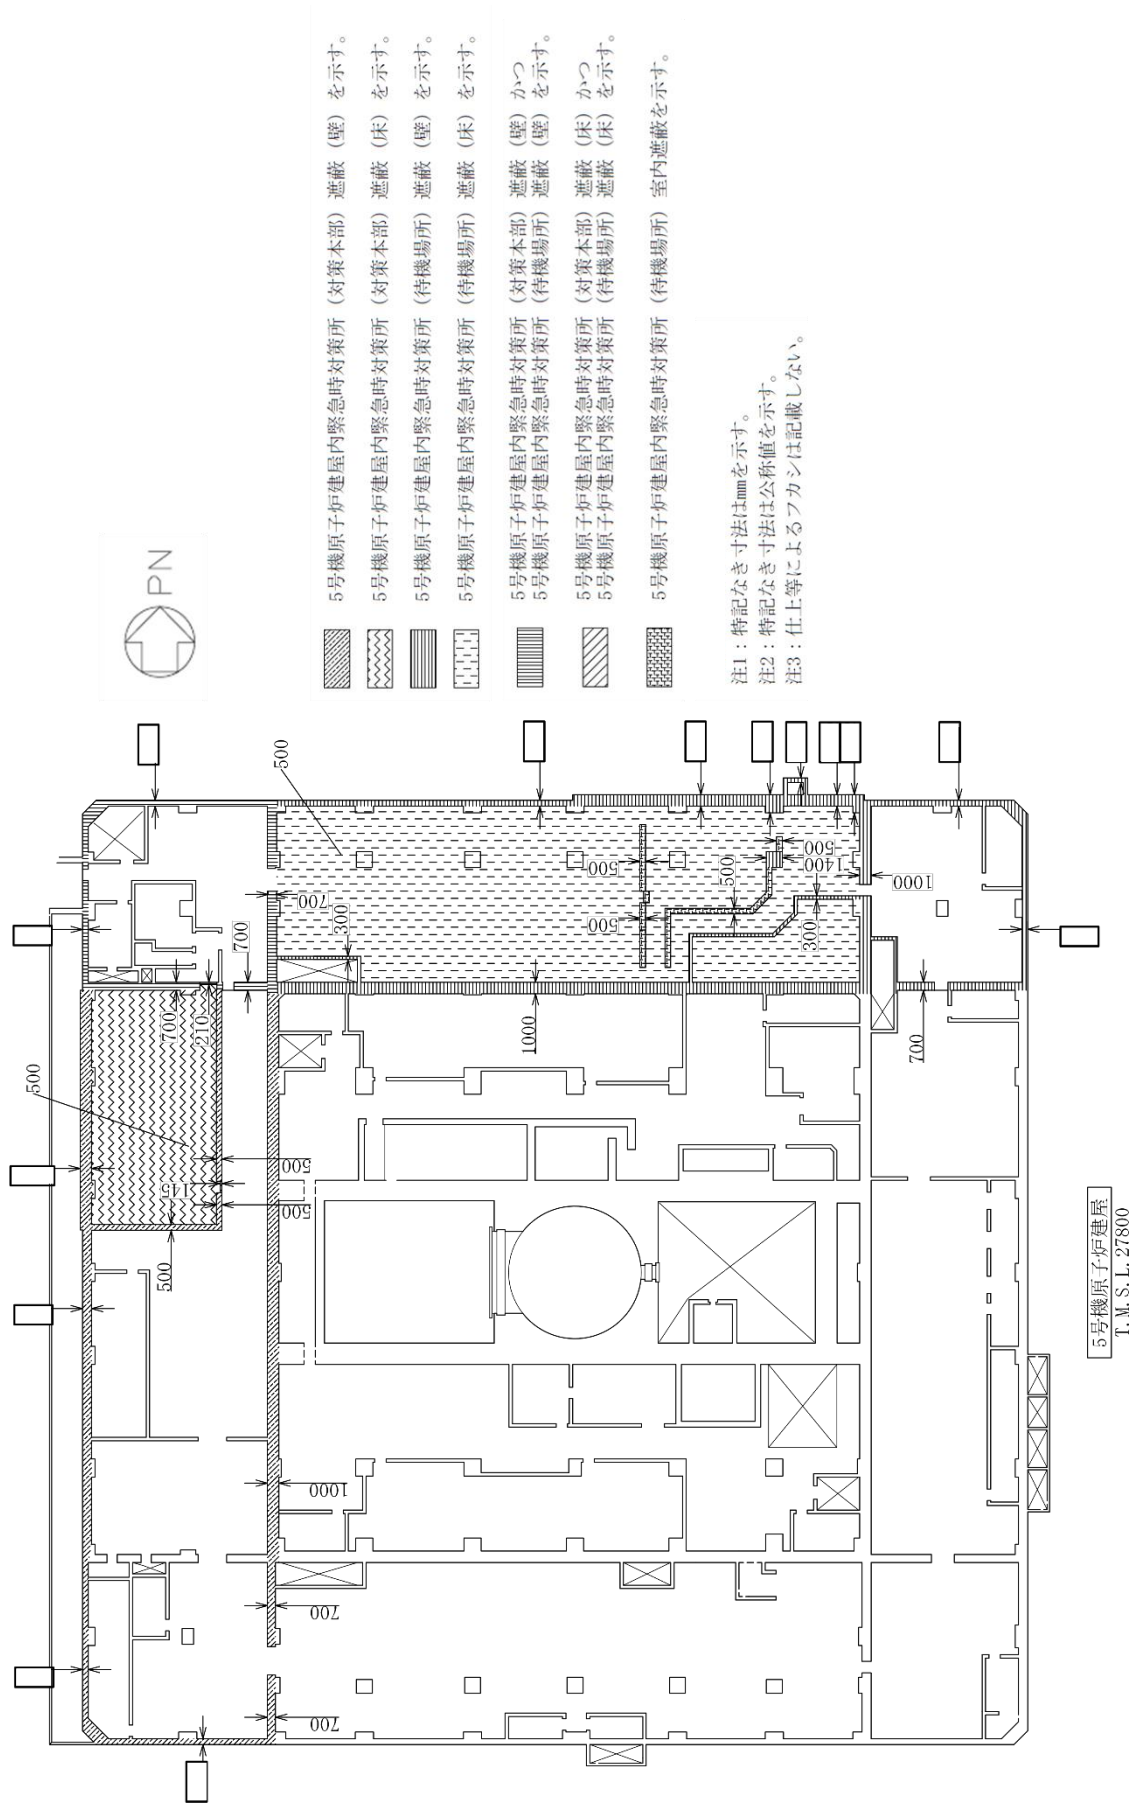 PN
5号機原子炉建屋内緊急時対策所（対策本部）遮蔽（壁）を示す。
5号機原子炉建屋内緊急時対策所（対策本部）遮蔽（床）を示す。
5号機原子炉建屋内緊急時対策所（待機場所）遮蔽（壁）を示す。
5号機原子炉建屋内緊急時対策所（待機場所）遮蔽（床）を示す。
5号機原子炉建屋内緊急時対策所（対策本部）遮蔽（壁）かつ
5号機原子炉建屋内緊急時対策所（待機場所）遮蔽（壁）を示す。
5号機原子炉建屋内緊急時対策所（対策本部）遮蔽（床）かつ
5号機原子炉建屋内緊急時対策所（待機場所）遮蔽（床）を示す。
5号機原子炉建屋内緊急時対策所（待機場所）室内遮蔽を示す。
注1：特記なき寸法はmmを示す。
注2：特記なき寸法は公称値を示す。
注3：仕上等によるフカシは記載しない。
500
500
700
700
300
700
210
500
145
500
500
1000
500
500
500
500
1400
1000
300
700
1000
700
700
5号機原子炉建屋
T.M.S.L.27800